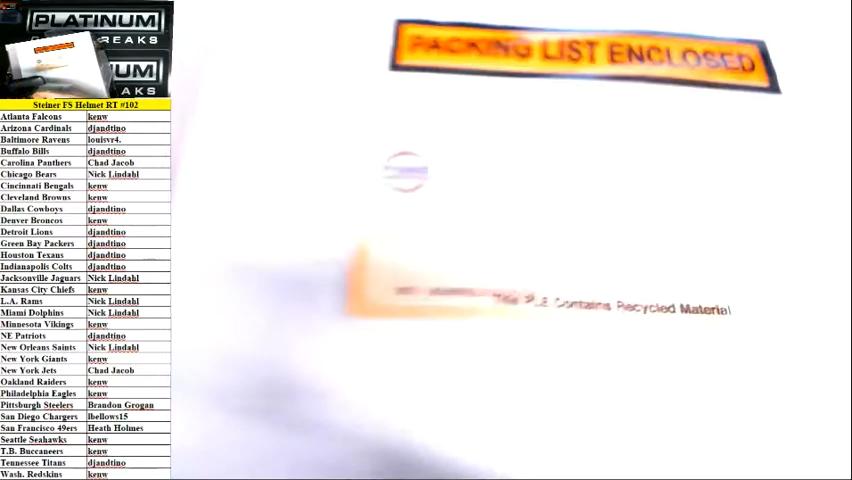 PLATINUM
REAKS
UM
AKS
Steiner FS Helmet RT #102
Atlanta Falcons kenw
Arizona Cardinals djandtino
Baltimore Ravens louisvr4.
Buffalo Bills djandtino
Carolina Panthers Chad Jacob
Chicago Bears Nick Lindahl
Cincinnati Bengals kenw
Cleveland Browns kenw
Dallas Cowboys djandtino
Denver Broncos kenw
Detroit Lions djandtino
Green Bay Packers djandtino
Houston Texans djandtino
Indianapolis Colts djandtino
Jacksonville Jaguars Nick Lindahl
Kansas City Chiefs kenw
L.A. Rams Nick Lindahl
Miami Dolphins Nick Lindahl
Minnesota Vikings kenw
NE Patriots djandtino
New Orleans Saints Nick Lindahl
New York Giants kenw
New York Jets Chad Jacob
Oakland Raiders kenw
Philadelphia Eagles kenw
Pittsburgh Steelers Brandon Grogan
San Diego Chargers lbellows15
San Francisco 49ers Heath Holmes
Seattle Seahawks kenw
T.B. Buccaneers kenw
Tennessee Titans djandtino
Wash. Redskins kenw
PACKING LIST ENCLOSED
Contains Recycled Material